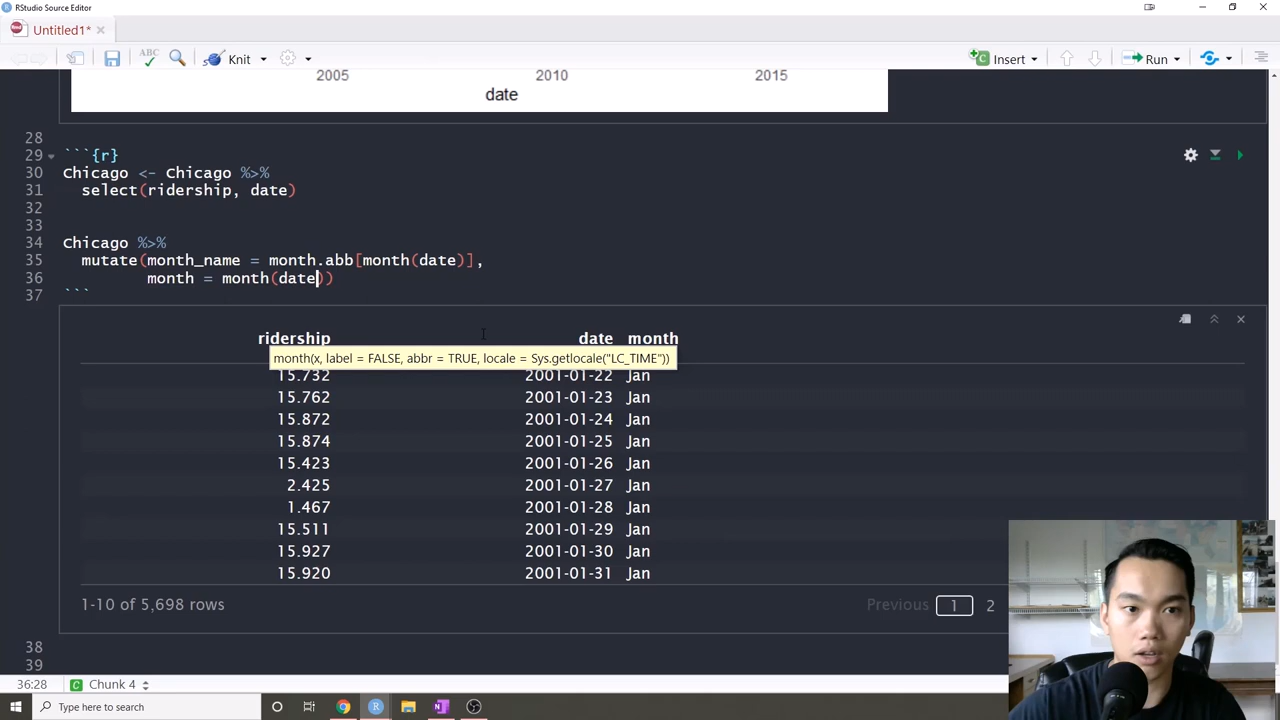 RStudio Source Editor
Untitled1*
ABC Knit Insert Run
2005 2010 2015
date
28
29 ```{r}
30 Chicago <- Chicago %>%
31 select(ridership, date)
32
33
34 Chicago %>%
35 mutate(month_name = month.abb[month(date)],
36 month = month(date))
37 ```
ridership date month
month(x, label = FALSE, abbr = TRUE, locale = Sys.getlocale("LC_TIME"))
15.732 2001-01-22 Jan
15.762 2001-01-23 Jan
15.872 2001-01-24 Jan
15.874 2001-01-25 Jan
15.423 2001-01-26 Jan
2.425 2001-01-27 Jan
1.467 2001-01-28 Jan
15.511 2001-01-29 Jan
15.927 2001-01-30 Jan
15.920 2001-01-31 Jan
1-10 of 5,698 rows Previous 1 2
38
39
36:28 C Chunk 4
Type here to search